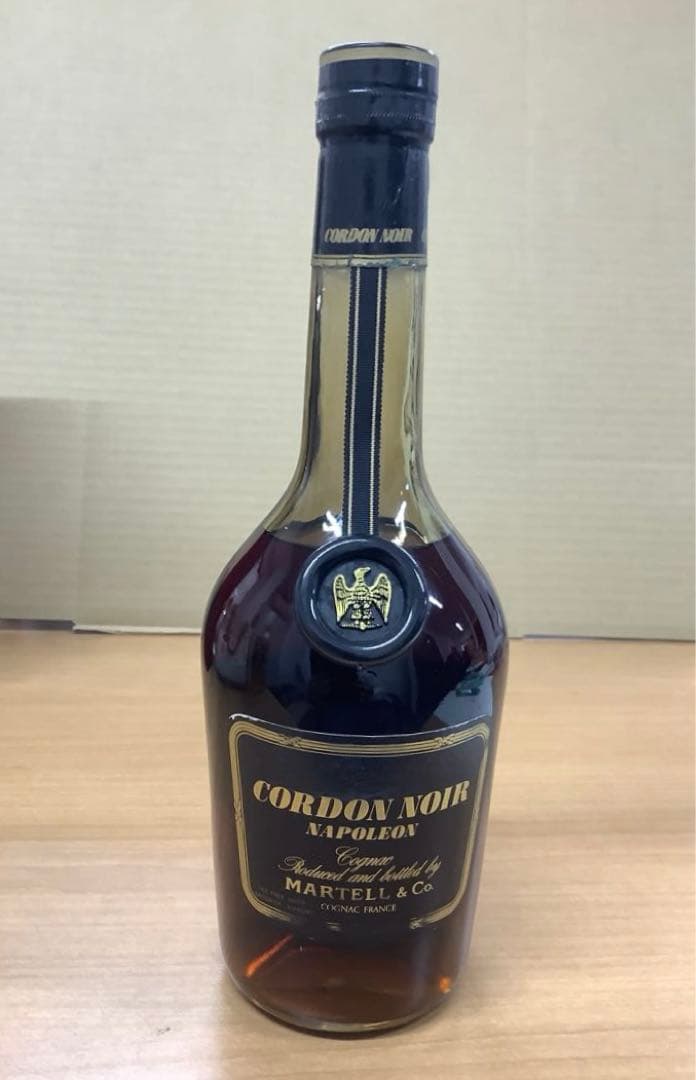 CORDON NOIR
CORDON NOIR
NAPOLEON
Cognac
Produced and bottled by
MARTELL & Co.
COGNAC FRANCE